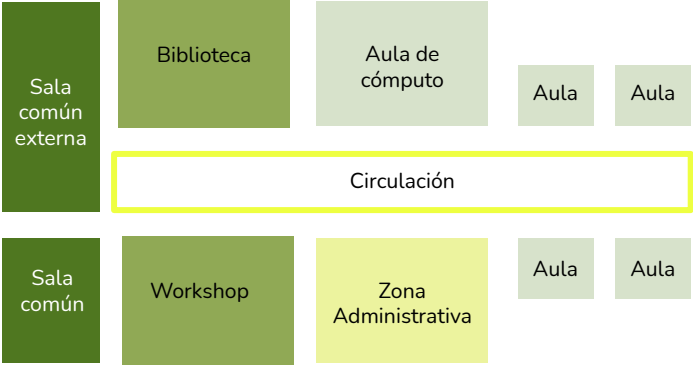 Biblioteca
Aula de
cómputo
Sala
común
externa
Aula
Aula
Circulación
Sala
común
Workshop
Zona
Administrativa
Aula
Aula